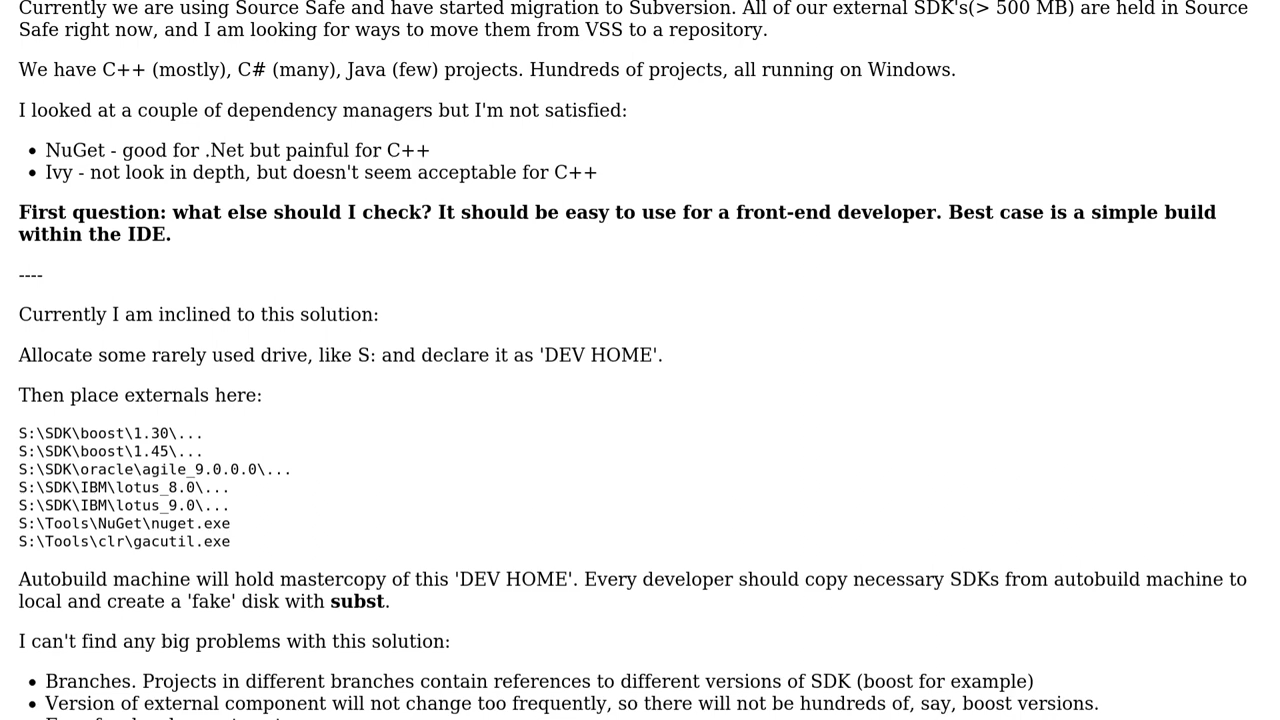 Currently we are using Source Safe and have started migration to Subversion. All of our external SDK's(> 500 MB) are held in Source
Safe right now, and I am looking for ways to move them from VSS to a repository.
We have C++ (mostly), C# (many), Java (few) projects. Hundreds of projects, all running on Windows.
I looked at a couple of dependency managers but I'm not satisfied:
• NuGet - good for .Net but painful for C++
• Ivy - not look in depth, but doesn't seem acceptable for C++
First question: what else should I check? It should be easy to use for a front-end developer. Best case is a simple build
within the IDE.
----
Currently I am inclined to this solution:
Allocate some rarely used drive, like S: and declare it as 'DEV HOME'.
Then place externals here:
S:\SDK\boost\1.30\...
S:\SDK\boost\1.45\...
S:\SDK\oracle\agile_9.0.0.0\...
S:\SDK\IBM\lotus_8.0\...
S:\SDK\IBM\lotus_9.0\...
S:\Tools\NuGet\nuget.exe
S:\Tools\clr\gacutil.exe
Autobuild machine will hold mastercopy of this 'DEV HOME'. Every developer should copy necessary SDKs from autobuild machine to
local and create a 'fake' disk with subst.
I can't find any big problems with this solution:
• Branches. Projects in different branches contain references to different versions of SDK (boost for example)
• Version of external component will not change too frequently, so there will not be hundreds of, say, boost versions.